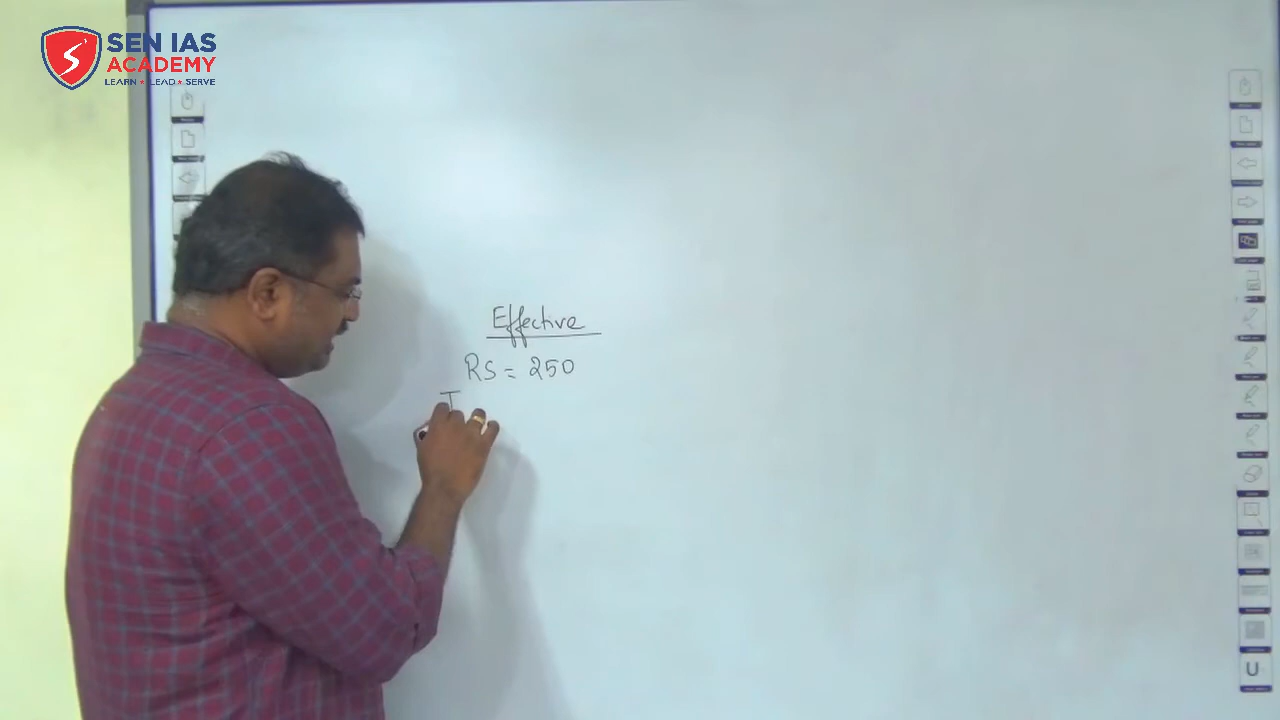 SEN IAS
ACADEMY
LEARN ★ LEAD ★ SERVE
Effective
RS = 250
T
U